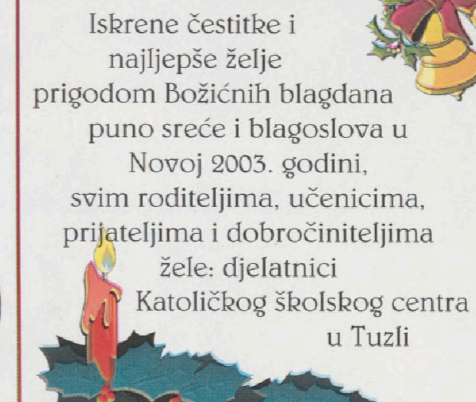 Iskrene čestitke i
najljepše želje
prigodom Božićnih blagdana
puno sreće i blagoslova u
Novoj 2003. godini,
svim roditeljima, učenicima,
prijateljima i dobročiniteljima
žele: djelatnici
Katoličkog školskog centra
u Tuzli